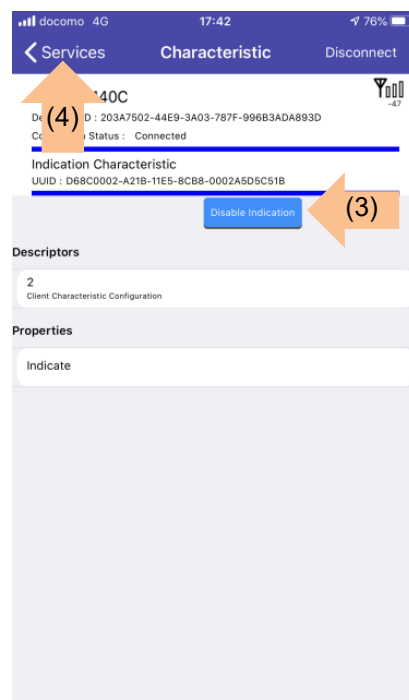 docomo 4G 17:42 76%
Services Characteristic Disconnect
40C
-47
(4) D : 203A7502-44E9-3A03-787F-996B3ADA893D
Status : Connected
Indication Characteristic
UUID : D68C0002-A21B-11E5-8CB8-0002A5D5C51B
Disable Indication (3)
Descriptors
2
Client Characteristic Configuration
Properties
Indicate